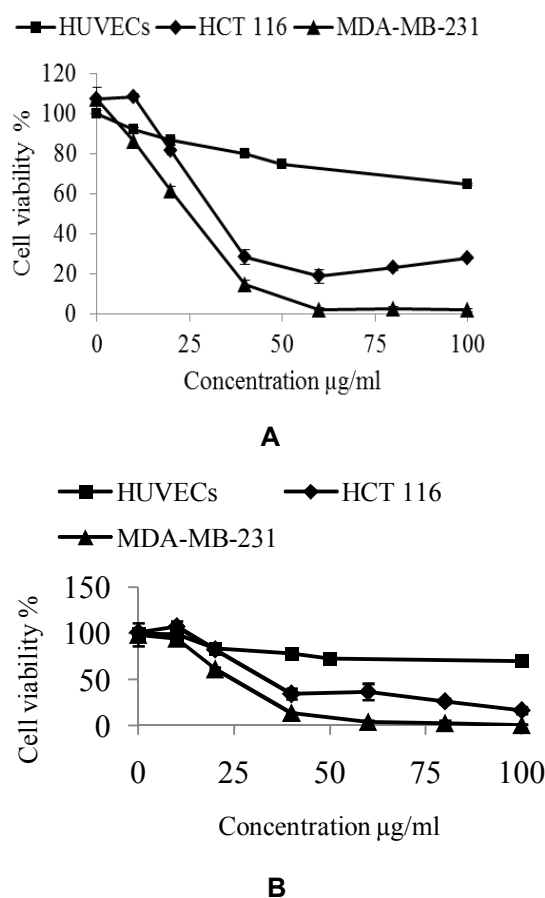 HUVECs HCT 116 MDA-MB-231
120
100
80
60
40
20
0
Cell viability %
0 25 50 75 100
Concentration µg/ml
A
HUVECs HCT 116
MDA-MB-231
150
100
50
0
Cell viability %
0 25 50 75 100
Concentration µg/ml
B